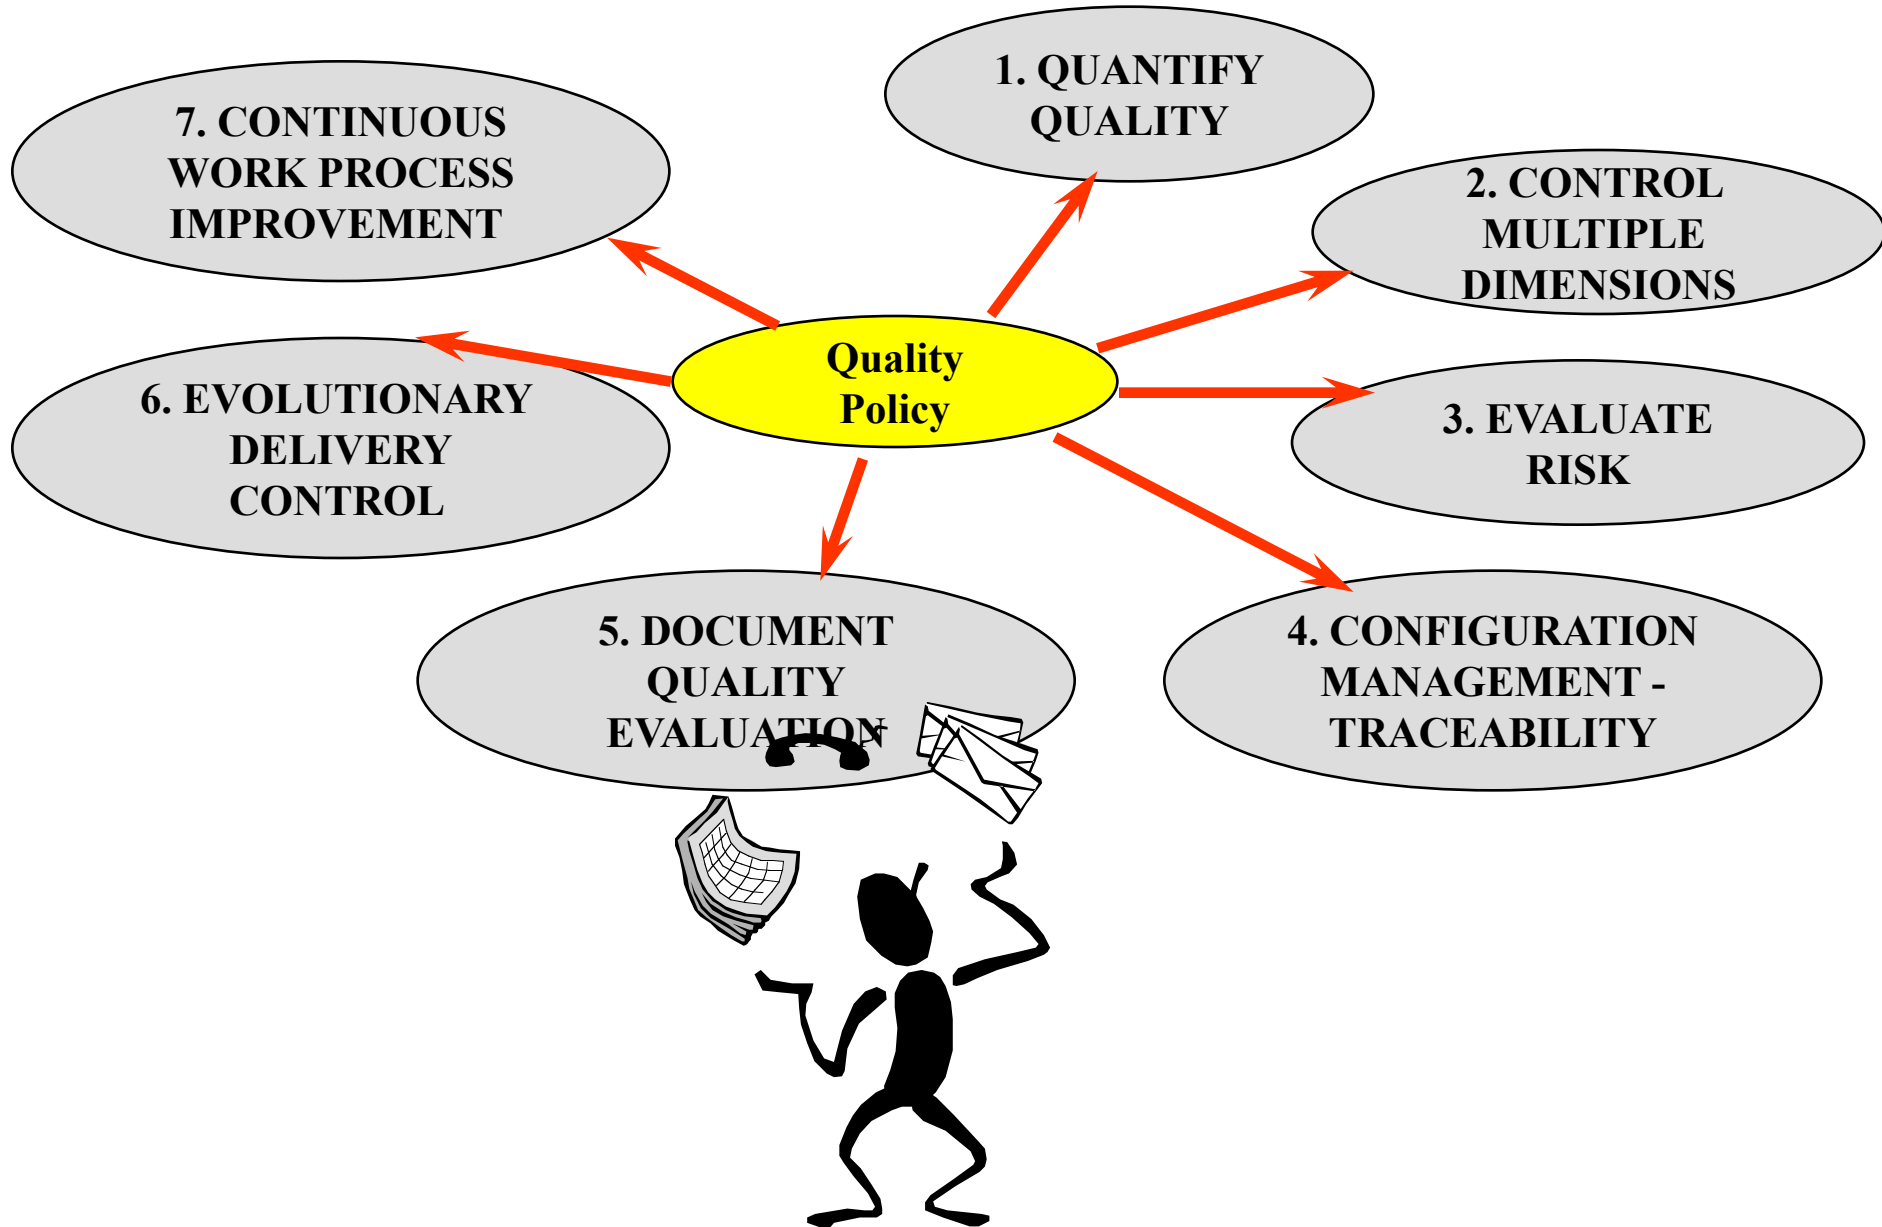 1. QUANTIFY
QUALITY
2. CONTROL
MULTIPLE
DIMENSIONS
3. EVALUATE
RISK
4. CONFIGURATION
MANAGEMENT -
TRACEABILITY
5. DOCUMENT
QUALITY
EVALUATION
6. EVOLUTIONARY
DELIVERY
CONTROL
7. CONTINUOUS
WORK PROCESS
IMPROVEMENT
Quality
Policy